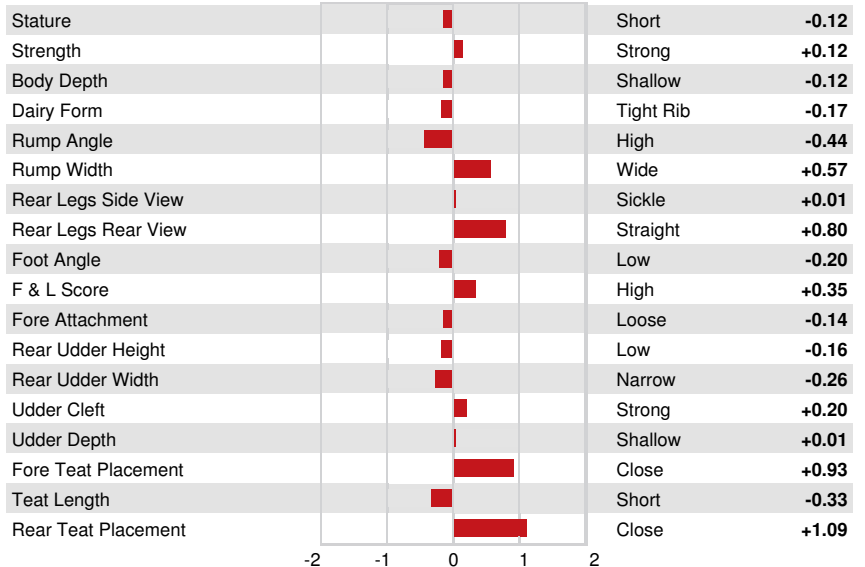 Stature Short -0.12
Strength Strong +0.12
Body Depth Shallow -0.12
Dairy Form Tight Rib -0.17
Rump Angle High -0.44
Rump Width Wide +0.57
Rear Legs Side View Sickle +0.01
Rear Legs Rear View Straight +0.80
Foot Angle Low -0.20
F & L Score High +0.35
Fore Attachment Loose -0.14
Rear Udder Height Low -0.16
Rear Udder Width Narrow -0.26
Udder Cleft Strong +0.20
Udder Depth Shallow +0.01
Fore Teat Placement Close +0.93
Teat Length Short -0.33
Rear Teat Placement Close +1.09
-2 -1 0 1 2